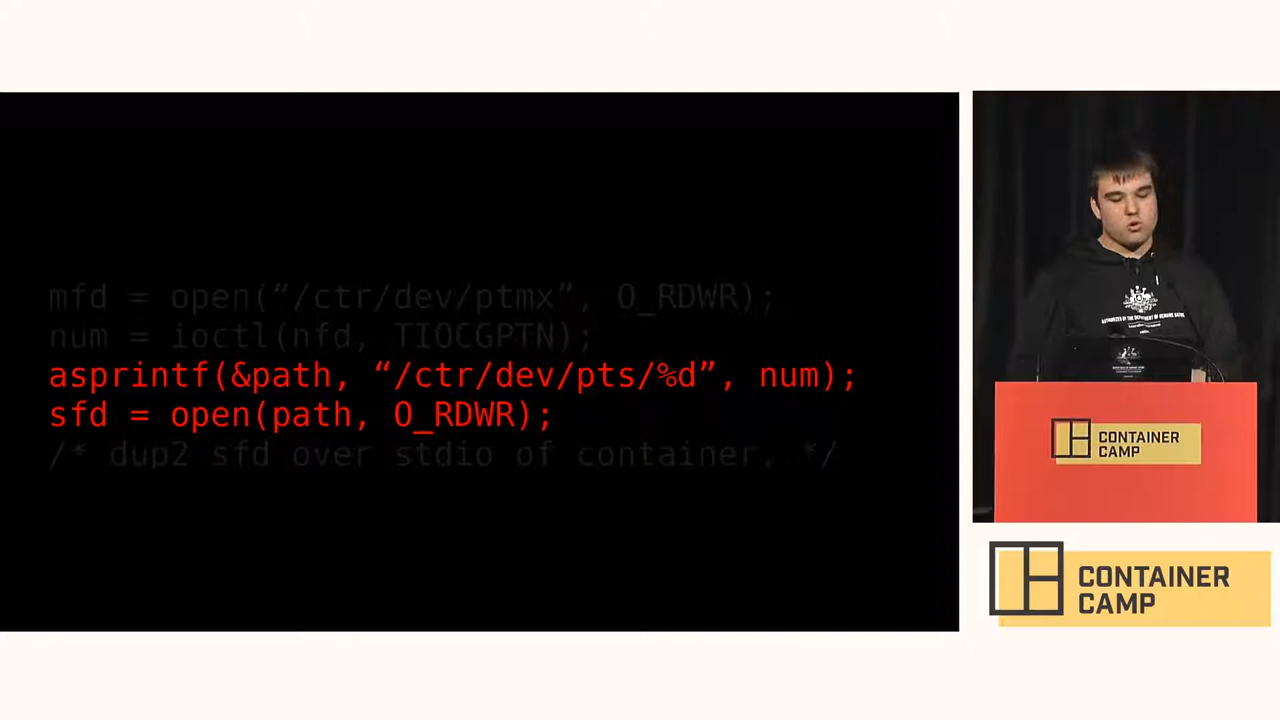 mfd = open(“/ctr/dev/ptmx”, O_RDWR);
num = ioctl(nfd, TIOCGPTN);
asprintf(&path, “/ctr/dev/pts/%d”, num);
sfd = open(path, O_RDWR);
/* dup2 sfd over stdio of container. */
CONTAINER
CAMP
CONTAINER
CAMP